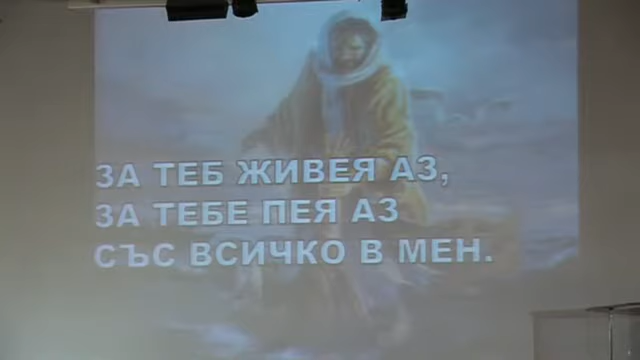 ЗА ТЕБ ЖИВЕЯ АЗ,
ЗА ТЕБЕ ПЕЯ АЗ
СЪС ВСИЧКО В МЕН.